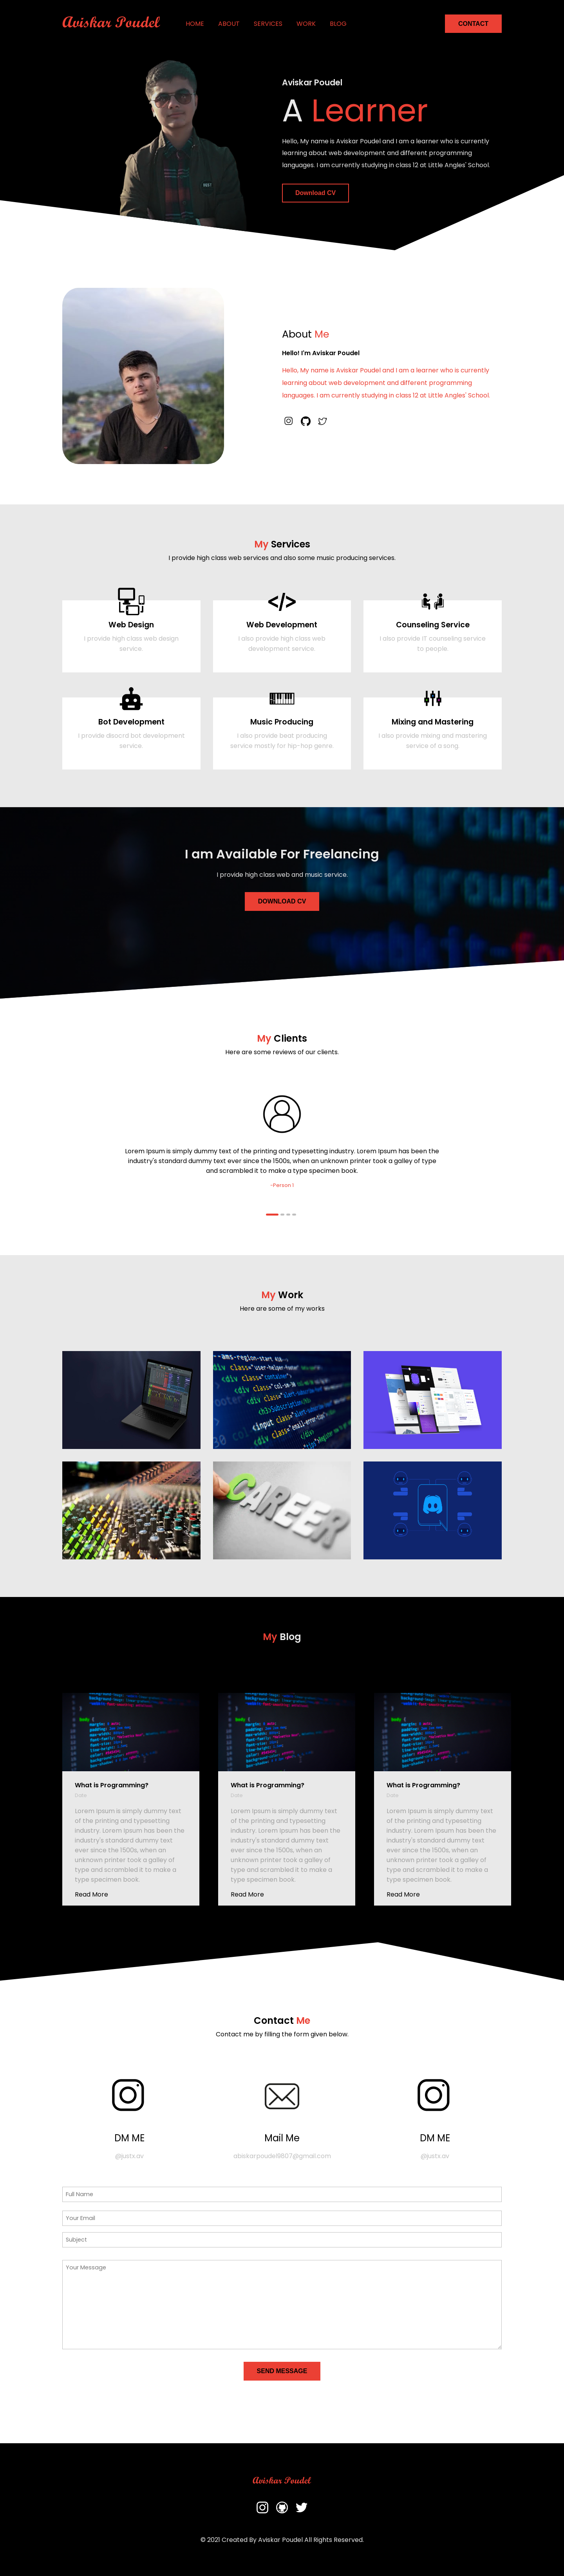 Aviskar Poudel
HOME ABOUT SERVICES WORK BLOG
CONTACT
Aviskar Poudel
A Learner
Hello, My name is Aviskar Poudel and I am a learner who is currently
learning about web development and different programming
languages. I am currently studying in class 12 at Little Angles' School.
Download CV
About Me
Hello! I'm Aviskar Poudel
Hello, My name is Aviskar Poudel and I am a learner who is currently
learning about web development and different programming
languages. I am currently studying in class 12 at Little Angles' School.
My Services
I provide high class web services and also some music producing services.
Web Design
I provide high class web design
service.
Web Development
I also provide high class web
development service.
Counseling Service
I also provide IT counseling service
to people.
Bot Development
I provide disocrd bot development
service.
Music Producing
I also provide beat producing
service mostly for hip-hop genre.
Mixing and Mastering
I also provide mixing and mastering
service of a song.
I am Available For Freelancing
I provide high class web and music service.
DOWNLOAD CV
My Clients
Here are some reviews of our clients.
Lorem Ipsum is simply dummy text of the printing and typesetting industry. Lorem Ipsum has been the
industry's standard dummy text ever since the 1500s, when an unknown printer took a galley of type
and scrambled it to make a type specimen book.
-Person 1
My Work
Here are some of my works
CAREER
My Blog
What is Programming?
Date
Lorem Ipsum is simply dummy text
of the printing and typesetting
industry. Lorem Ipsum has been the
industry's standard dummy text
ever since the 1500s, when an
unknown printer took a galley of
type and scrambled it to make a
type specimen book.
Read More
What is Programming?
Date
Lorem Ipsum is simply dummy text
of the printing and typesetting
industry. Lorem Ipsum has been the
industry's standard dummy text
ever since the 1500s, when an
unknown printer took a galley of
type and scrambled it to make a
type specimen book.
Read More
What is Programming?
Date
Lorem Ipsum is simply dummy text
of the printing and typesetting
industry. Lorem Ipsum has been the
industry's standard dummy text
ever since the 1500s, when an
unknown printer took a galley of
type and scrambled it to make a
type specimen book.
Read More
Contact Me
Contact me by filling the form given below.
DM ME
@justx.av
Mail Me
abiskarpoudel9807@gmail.com
DM ME
@justx.av
Full Name
Your Email
Subject
Your Message
SEND MESSAGE
Aviskar Poudel
© 2021 Created By Aviskar Poudel All Rights Reserved.